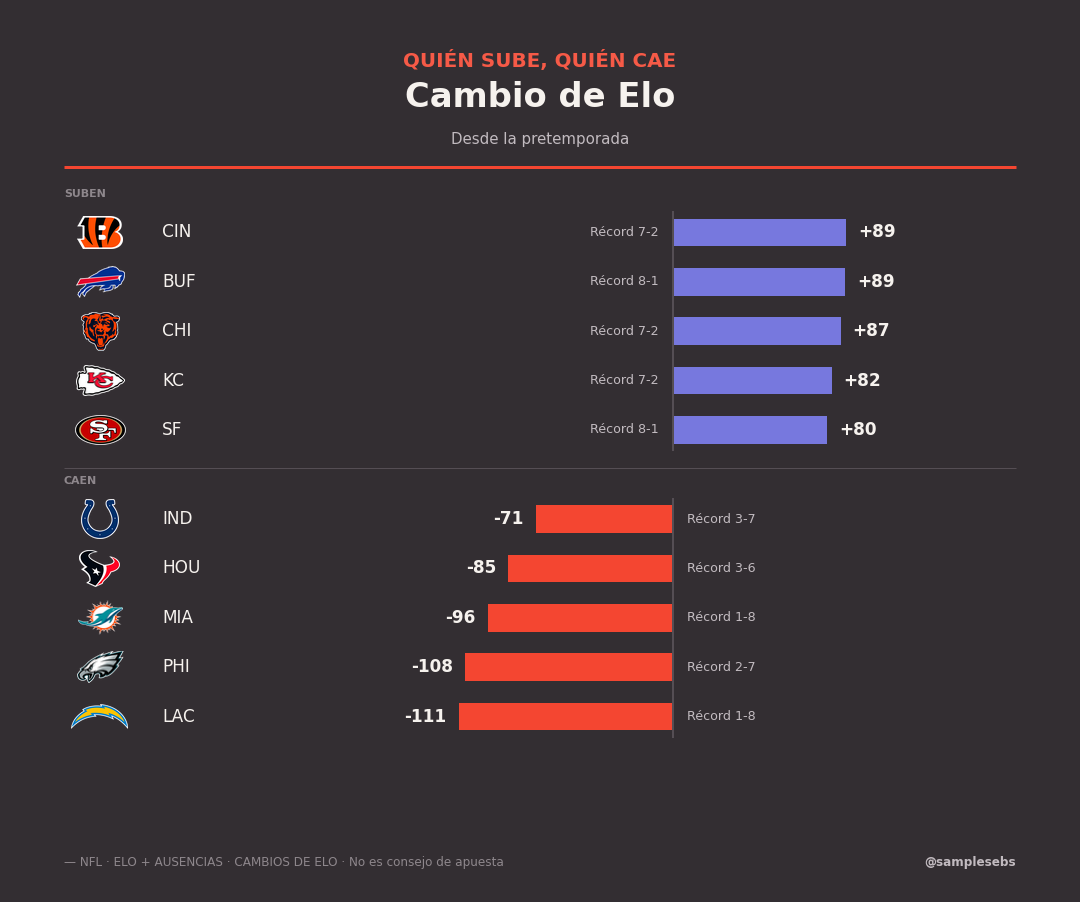 QUIÉN SUBE, QUIÉN CAE
Cambio de Elo
Desde la pretemporada
SUBEN
CIN Récord 7-2 +89
BUF Récord 8-1 +89
CHI Récord 7-2 +87
KC Récord 7-2 +82
SF Récord 8-1 +80
CAEN
IND -71 Récord 3-7
HOU -85 Récord 3-6
MIA -96 Récord 1-8
PHI -108 Récord 2-7
LAC -111 Récord 1-8
— NFL · ELO + AUSENCIAS · CAMBIOS DE ELO · No es consejo de apuesta @samplesebs